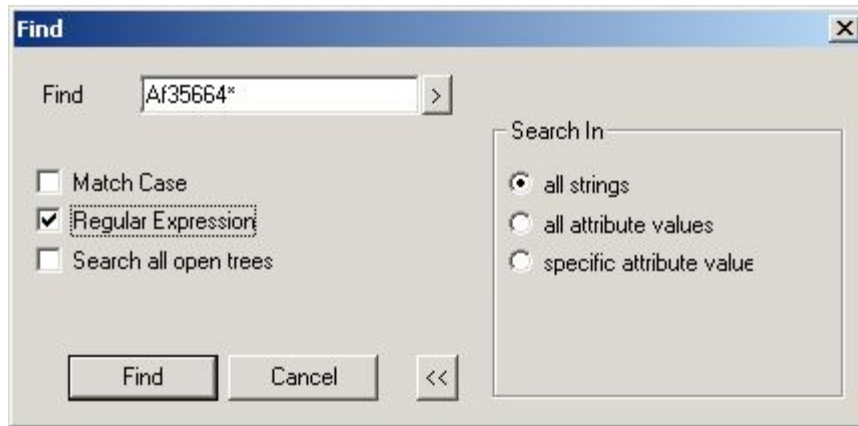 Find
Find Af35664* >
Match Case
Regular Expression
Search all open trees
Find Cancel <<
Search In
all strings
all attribute values
specific attribute value